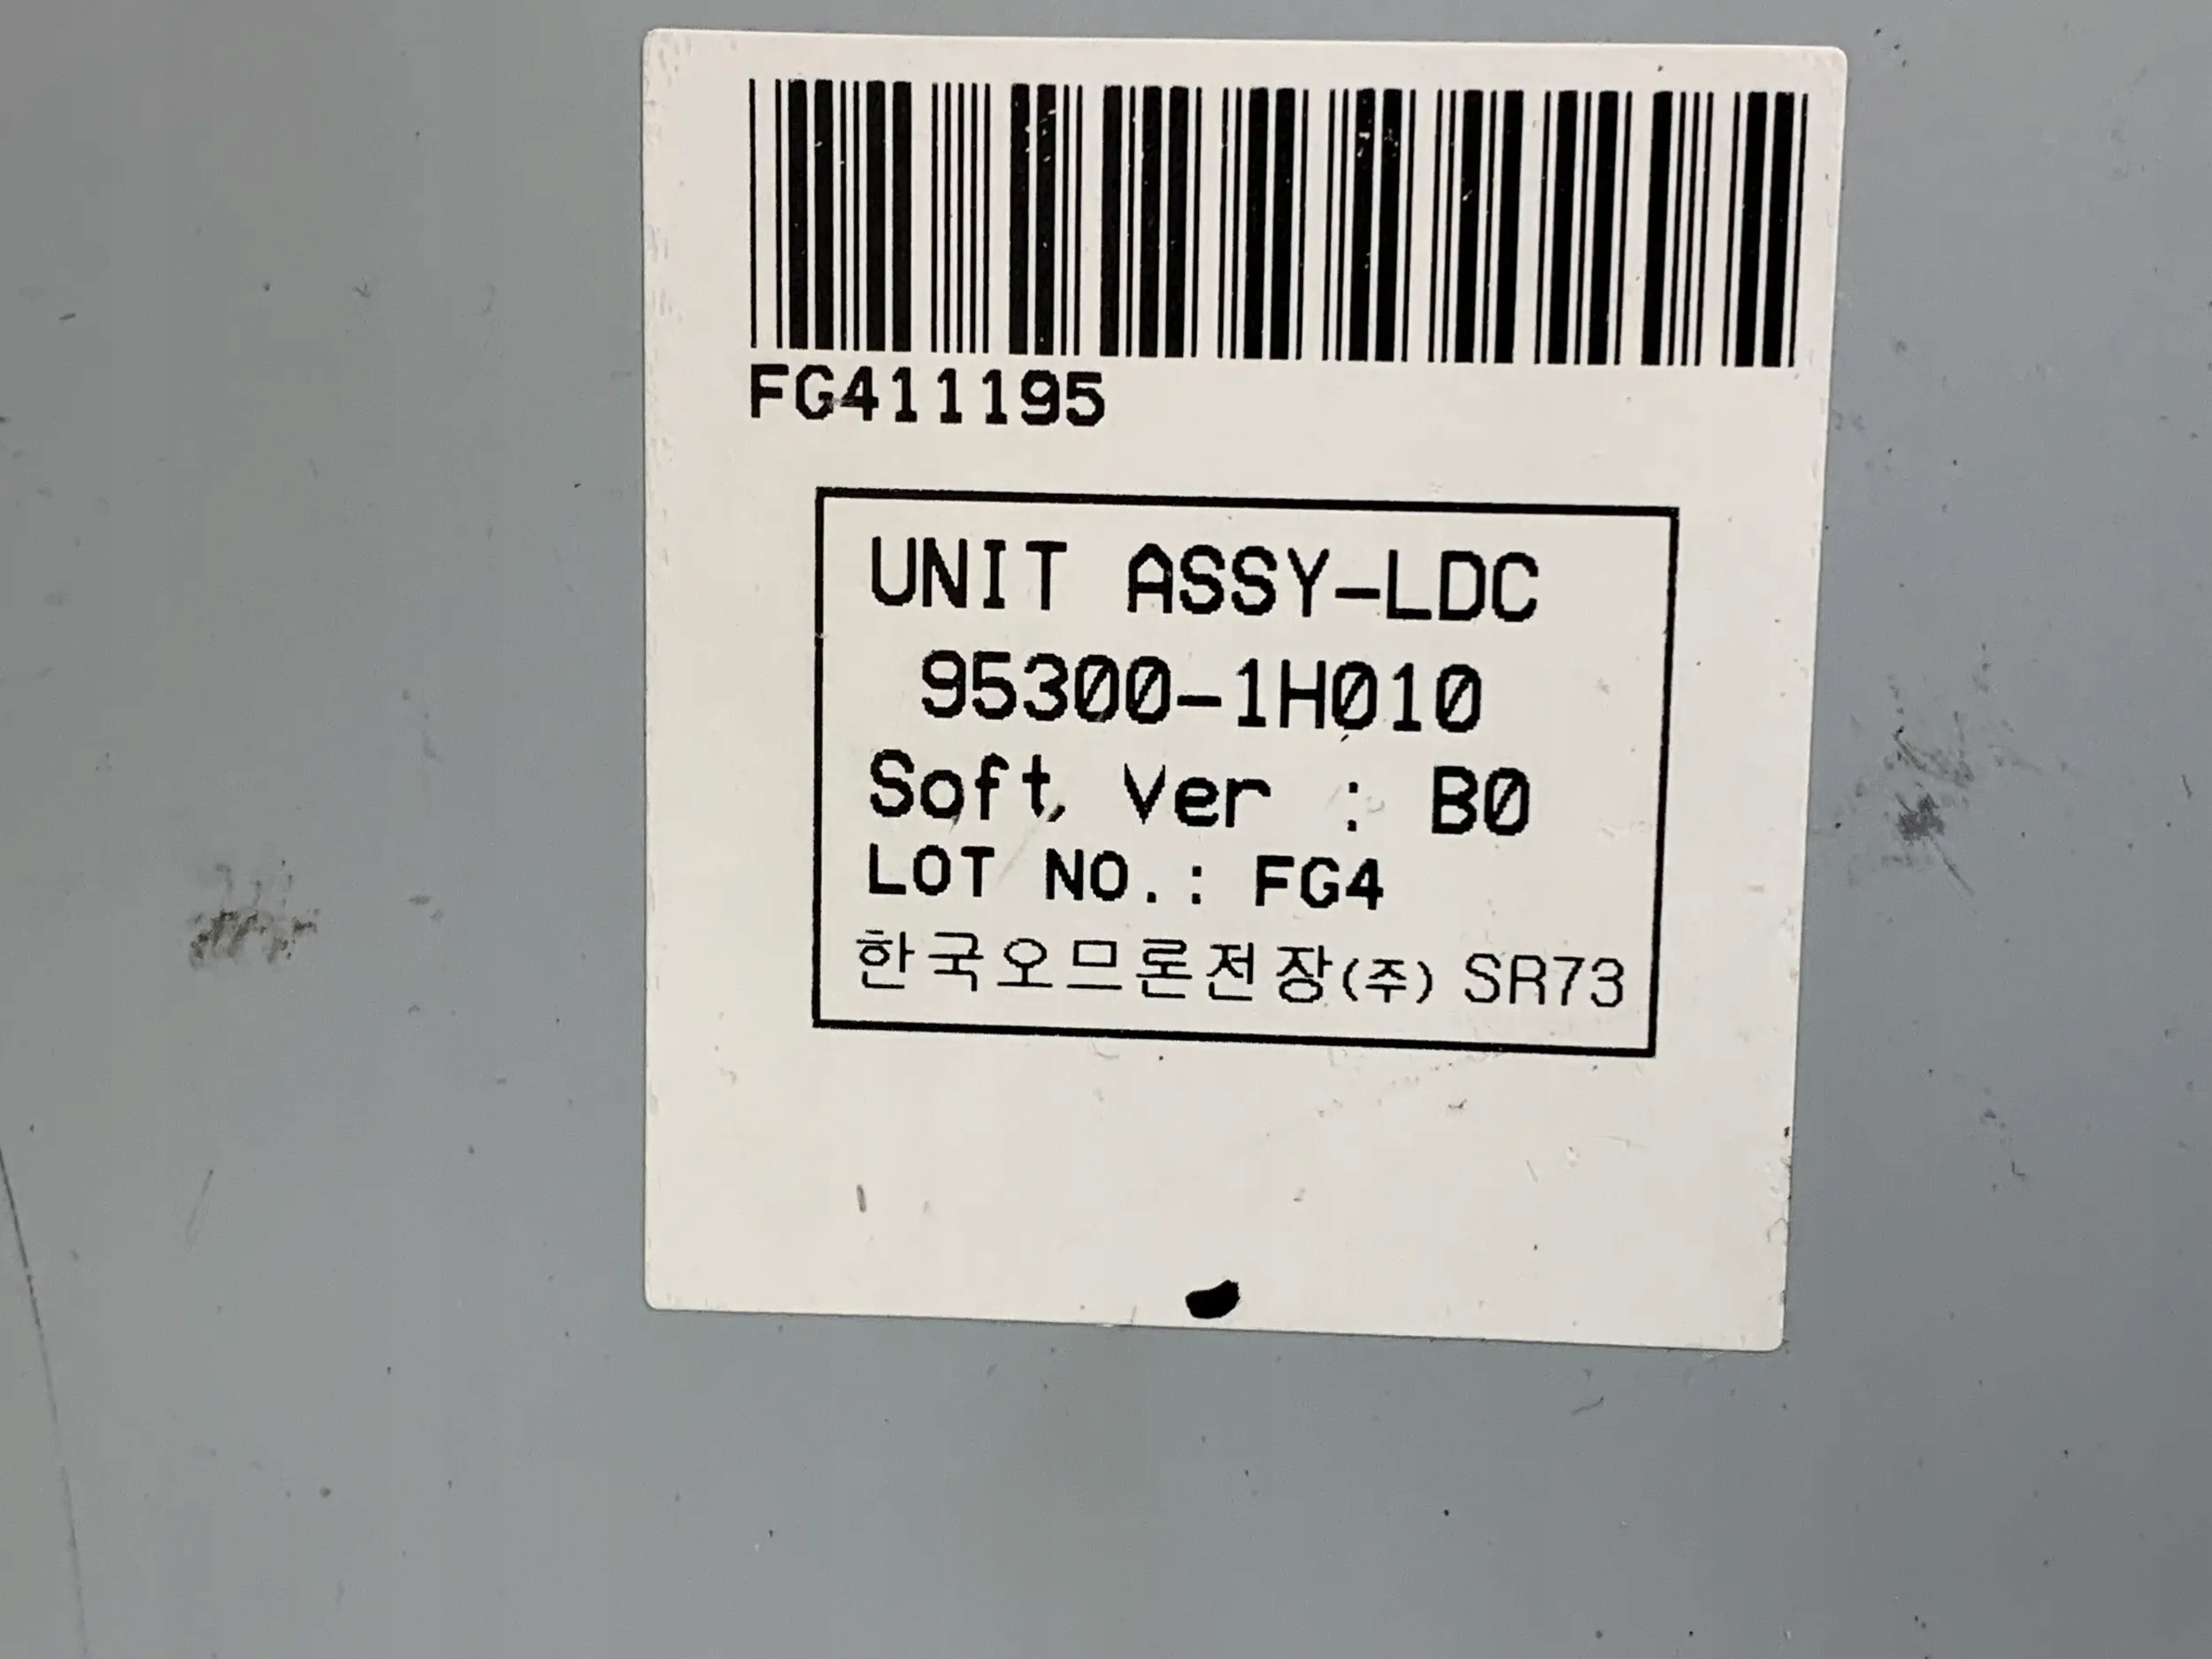 FG411195
UNIT ASSY-LDC
95300-1H010
Soft, Ver : B0
LOT NO.: FG4
한국오므론전장(주) SR73